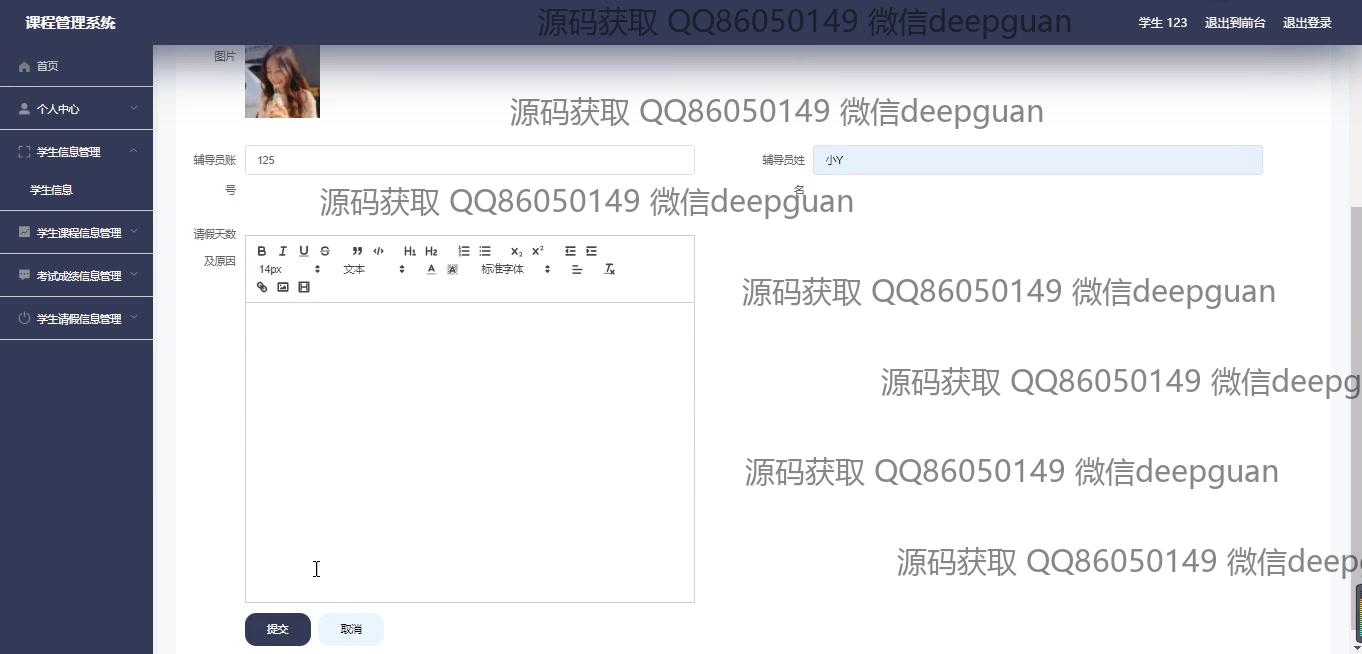 课程管理系统
源码获取 QQ86050149 微信deepguan
学生 123
退出到前台
退出登录
首页
个人中心
学生信息管理
学生信息
学生课程信息管理
考试成绩信息管理
学生请假信息管理
图片
源码获取 QQ86050149 微信deepguan
辅导员账号
125
辅导员姓名
小Y
源码获取 QQ86050149 微信deepguan
请假天数及原因
B I U S H1 H2 X2 X2
14px 文本 A A 标准字体 Tx
源码获取 QQ86050149 微信deepguan
源码获取 QQ86050149 微信deepg
源码获取 QQ86050149 微信deepguan
源码获取 QQ86050149 微信deep
提交
取消